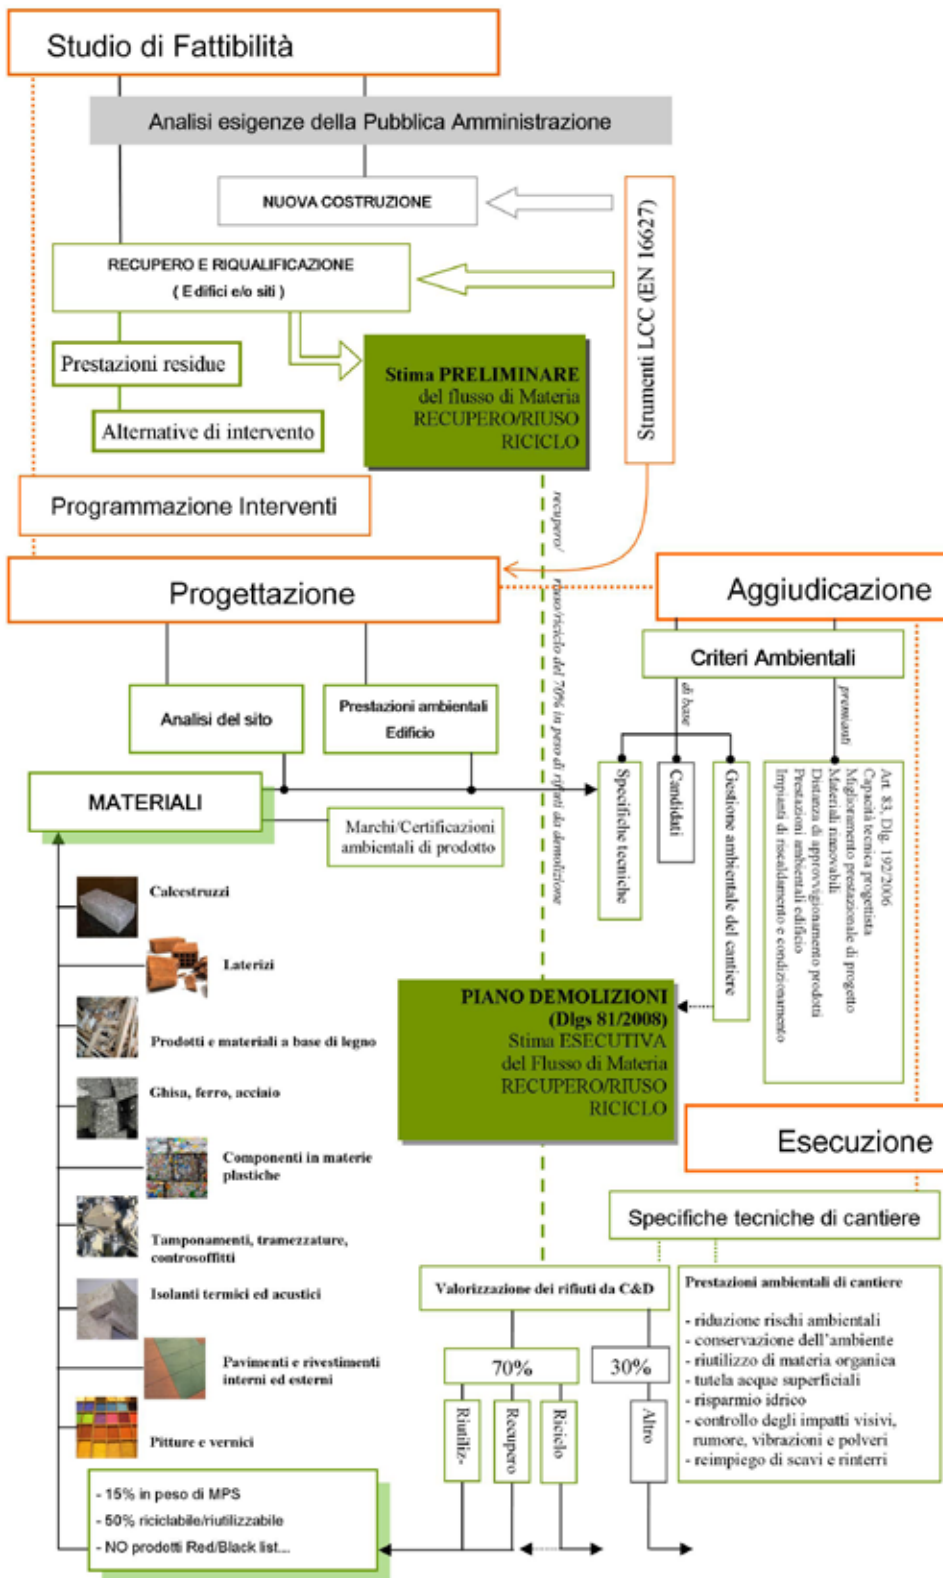 Studio di Fattibilità
Analisi esigenze della Pubblica Amministrazione
NUOVA COSTRUZIONE
RECUPERO E RIQUALIFICAZIONE
( Edifici e/o siti )
Strumenti LCC (EN 16627)
Prestazioni residue
Alternative di intervento
Stima PRELIMINARE
del flusso di Materia
RECUPERO/RIUSO
RICICLO
Programmazione Interventi
recupero/
riuso/riciclo del 70% in peso di rifiuti da demolizione
Progettazione
Aggiudicazione
Criteri Ambientali
di base
premianti
Analisi del sito
Prestazioni ambientali
Edificio
Specifiche tecniche
Candidati
Gestione ambientale del cantiere
Art. 83, Dlg. 192/2006
Capacità tecnica progettista
Miglioramento prestazionale di progetto
Materiali rinnovabili
Distanza di approvvigionamento prodotti
Prestazioni ambientali edificio
Impianti di riscaldamento e condizionamento
MATERIALI
Marchi/Certificazioni
ambientali di prodotto
Calcestruzzi
Laterizi
Prodotti e materiali a base di legno
Ghisa, ferro, acciaio
Componenti in materie
plastiche
Tamponamenti, tramezzature,
controsoffitti
Isolanti termici ed acustici
Pavimenti e rivestimenti
interni ed esterni
Pitture e vernici
PIANO DEMOLIZIONI
(Dlgs 81/2008)
Stima ESECUTIVA
del Flusso di Materia
RECUPERO/RIUSO
RICICLO
Esecuzione
Specifiche tecniche di cantiere
Valorizzazione dei rifiuti da C&D
70%
30%
Riutiliz-
Recupero
Riciclo
Altro
Prestazioni ambientali di cantiere
- riduzione rischi ambientali
- conservazione dell'ambiente
- riutilizzo di materia organica
- tutela acque superficiali
- risparmio idrico
- controllo degli impatti visivi,
rumore, vibrazioni e polveri
- reimpiego di scavi e rinterri
- 15% in peso di MPS
- 50% riciclabile/riutilizzabile
- NO prodetti Red/Black list...